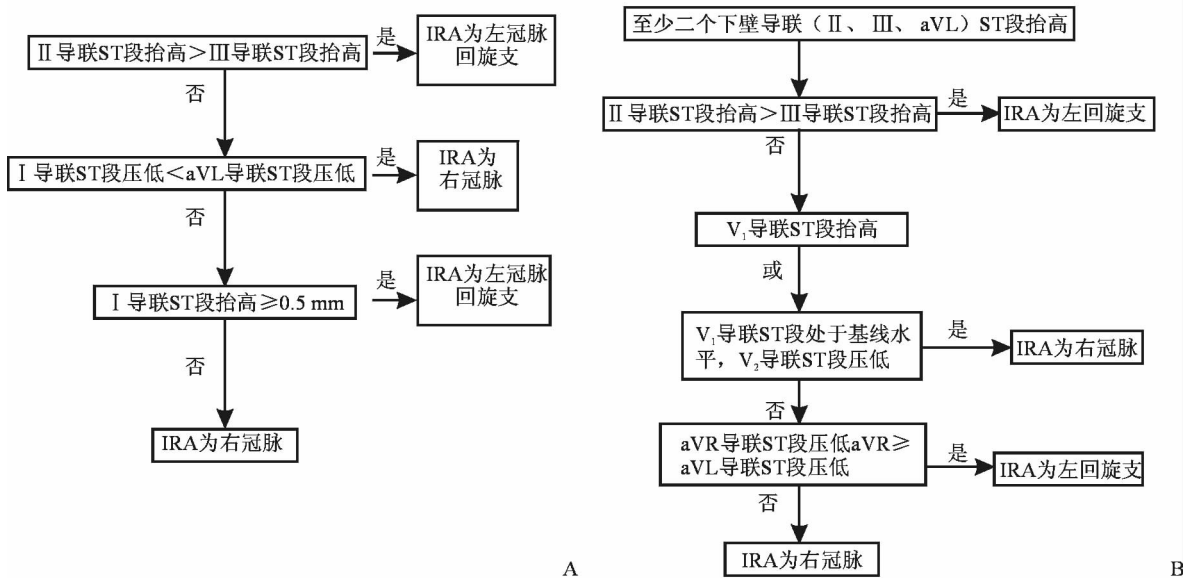 Ⅱ导联ST段抬高＞Ⅲ导联ST段抬高
是
IRA为左冠脉
回旋支
否
Ⅰ导联ST段压低＜aVL导联ST段压低
是
IRA为
右冠脉
否
Ⅰ导联ST段抬高≥0.5 mm
是
IRA为左冠脉
回旋支
否
IRA为右冠脉
A
至少二个下壁导联（Ⅱ、Ⅲ、aVL）ST段抬高
Ⅱ导联ST段抬高＞Ⅲ导联ST段抬高
是
IRA为左回旋支
否
V₁导联ST段抬高
或
V₁导联ST段处于基线水
平，V₂导联ST段压低
是
IRA为右冠脉
否
aVR导联ST段压低aVR≥
aVL导联ST段压低
是
IRA为左回旋支
否
IRA为右冠脉
B